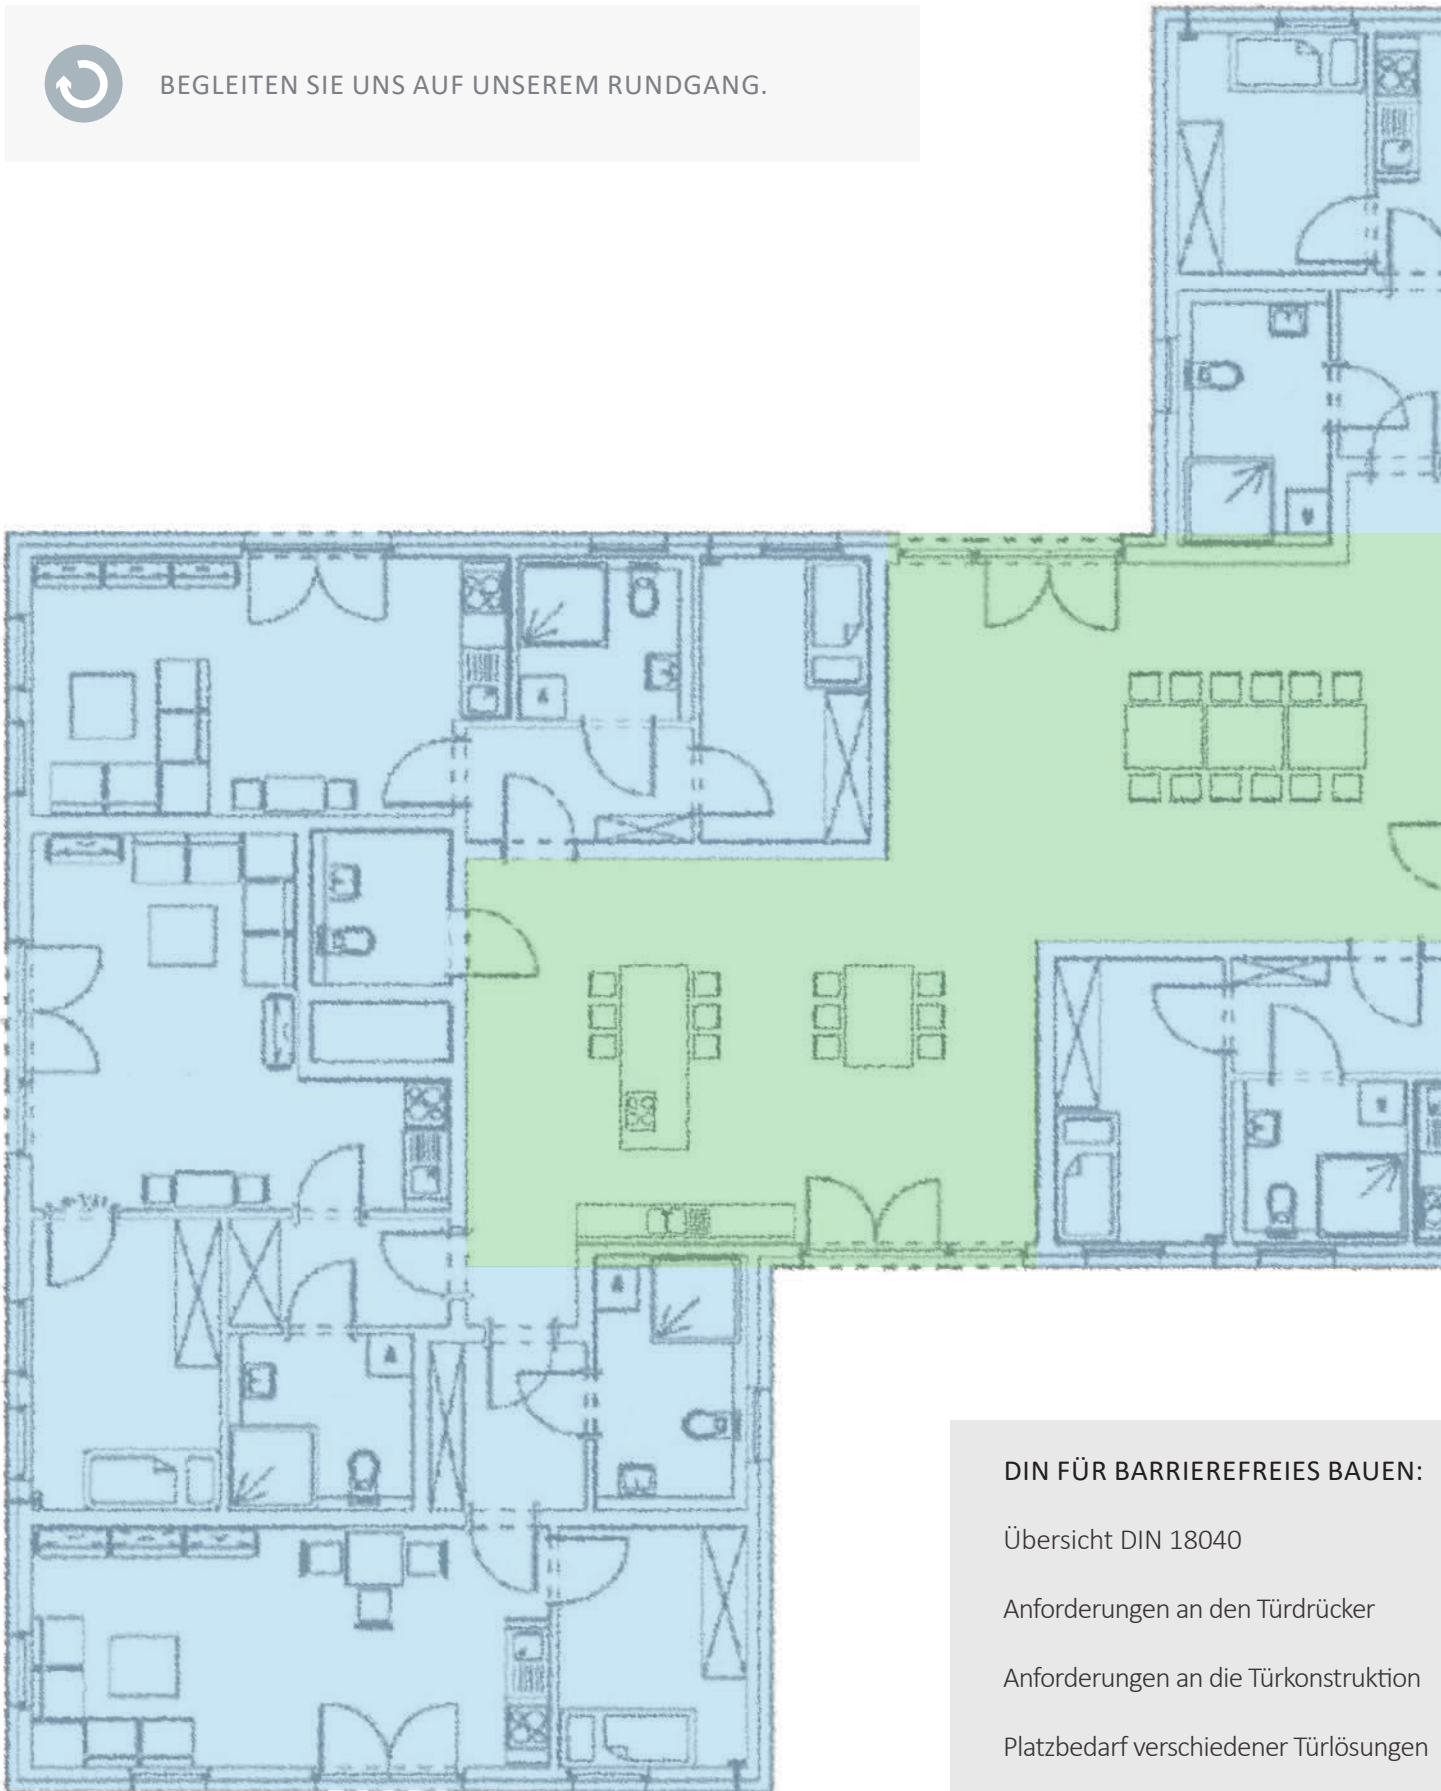 BEGLEITEN SIE UNS AUF UNSEREM RUNDGANG.
DIN FÜR BARRIEREFREIES BAUEN:
Übersicht DIN 18040
Anforderungen an den Türdrücker
Anforderungen an die Türkonstruktion
Platzbedarf verschiedener Türlösungen